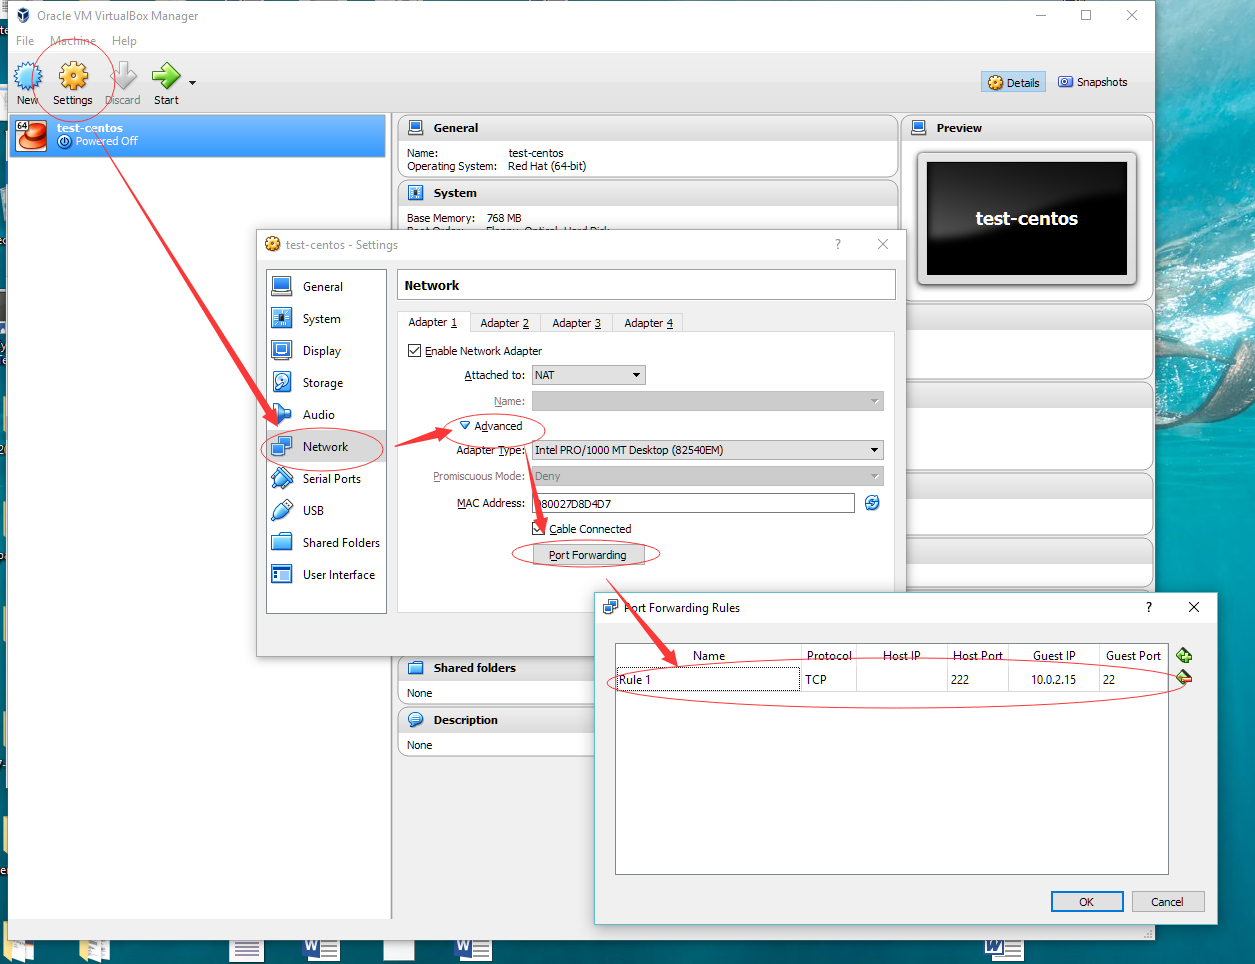 Oracle VM VirtualBox Manager
File Machine Help
New Settings Discard Start
Details Snapshots
64
test-centos
Powered Off
General
Name: test-centos
Operating System: Red Hat (64-bit)
System
Base Memory: 768 MB
Preview
test-centos
test-centos - Settings ?
General
System
Display
Storage
Audio
Network
Serial Ports
USB
Shared Folders
User Interface
Network
Adapter 1 Adapter 2 Adapter 3 Adapter 4
Enable Network Adapter
Attached to: NAT
Name:
Advanced
Adapter Type: Intel PRO/1000 MT Desktop (82540EM)
Promiscuous Mode: Deny
MAC Address: 080027D8D4D7
Cable Connected
Port Forwarding
Shared folders
None
Description
None
Port Forwarding Rules ?
Name Protocol Host IP Host Port Guest IP Guest Port
Rule 1 TCP 222 10.0.2.15 22
OK Cancel